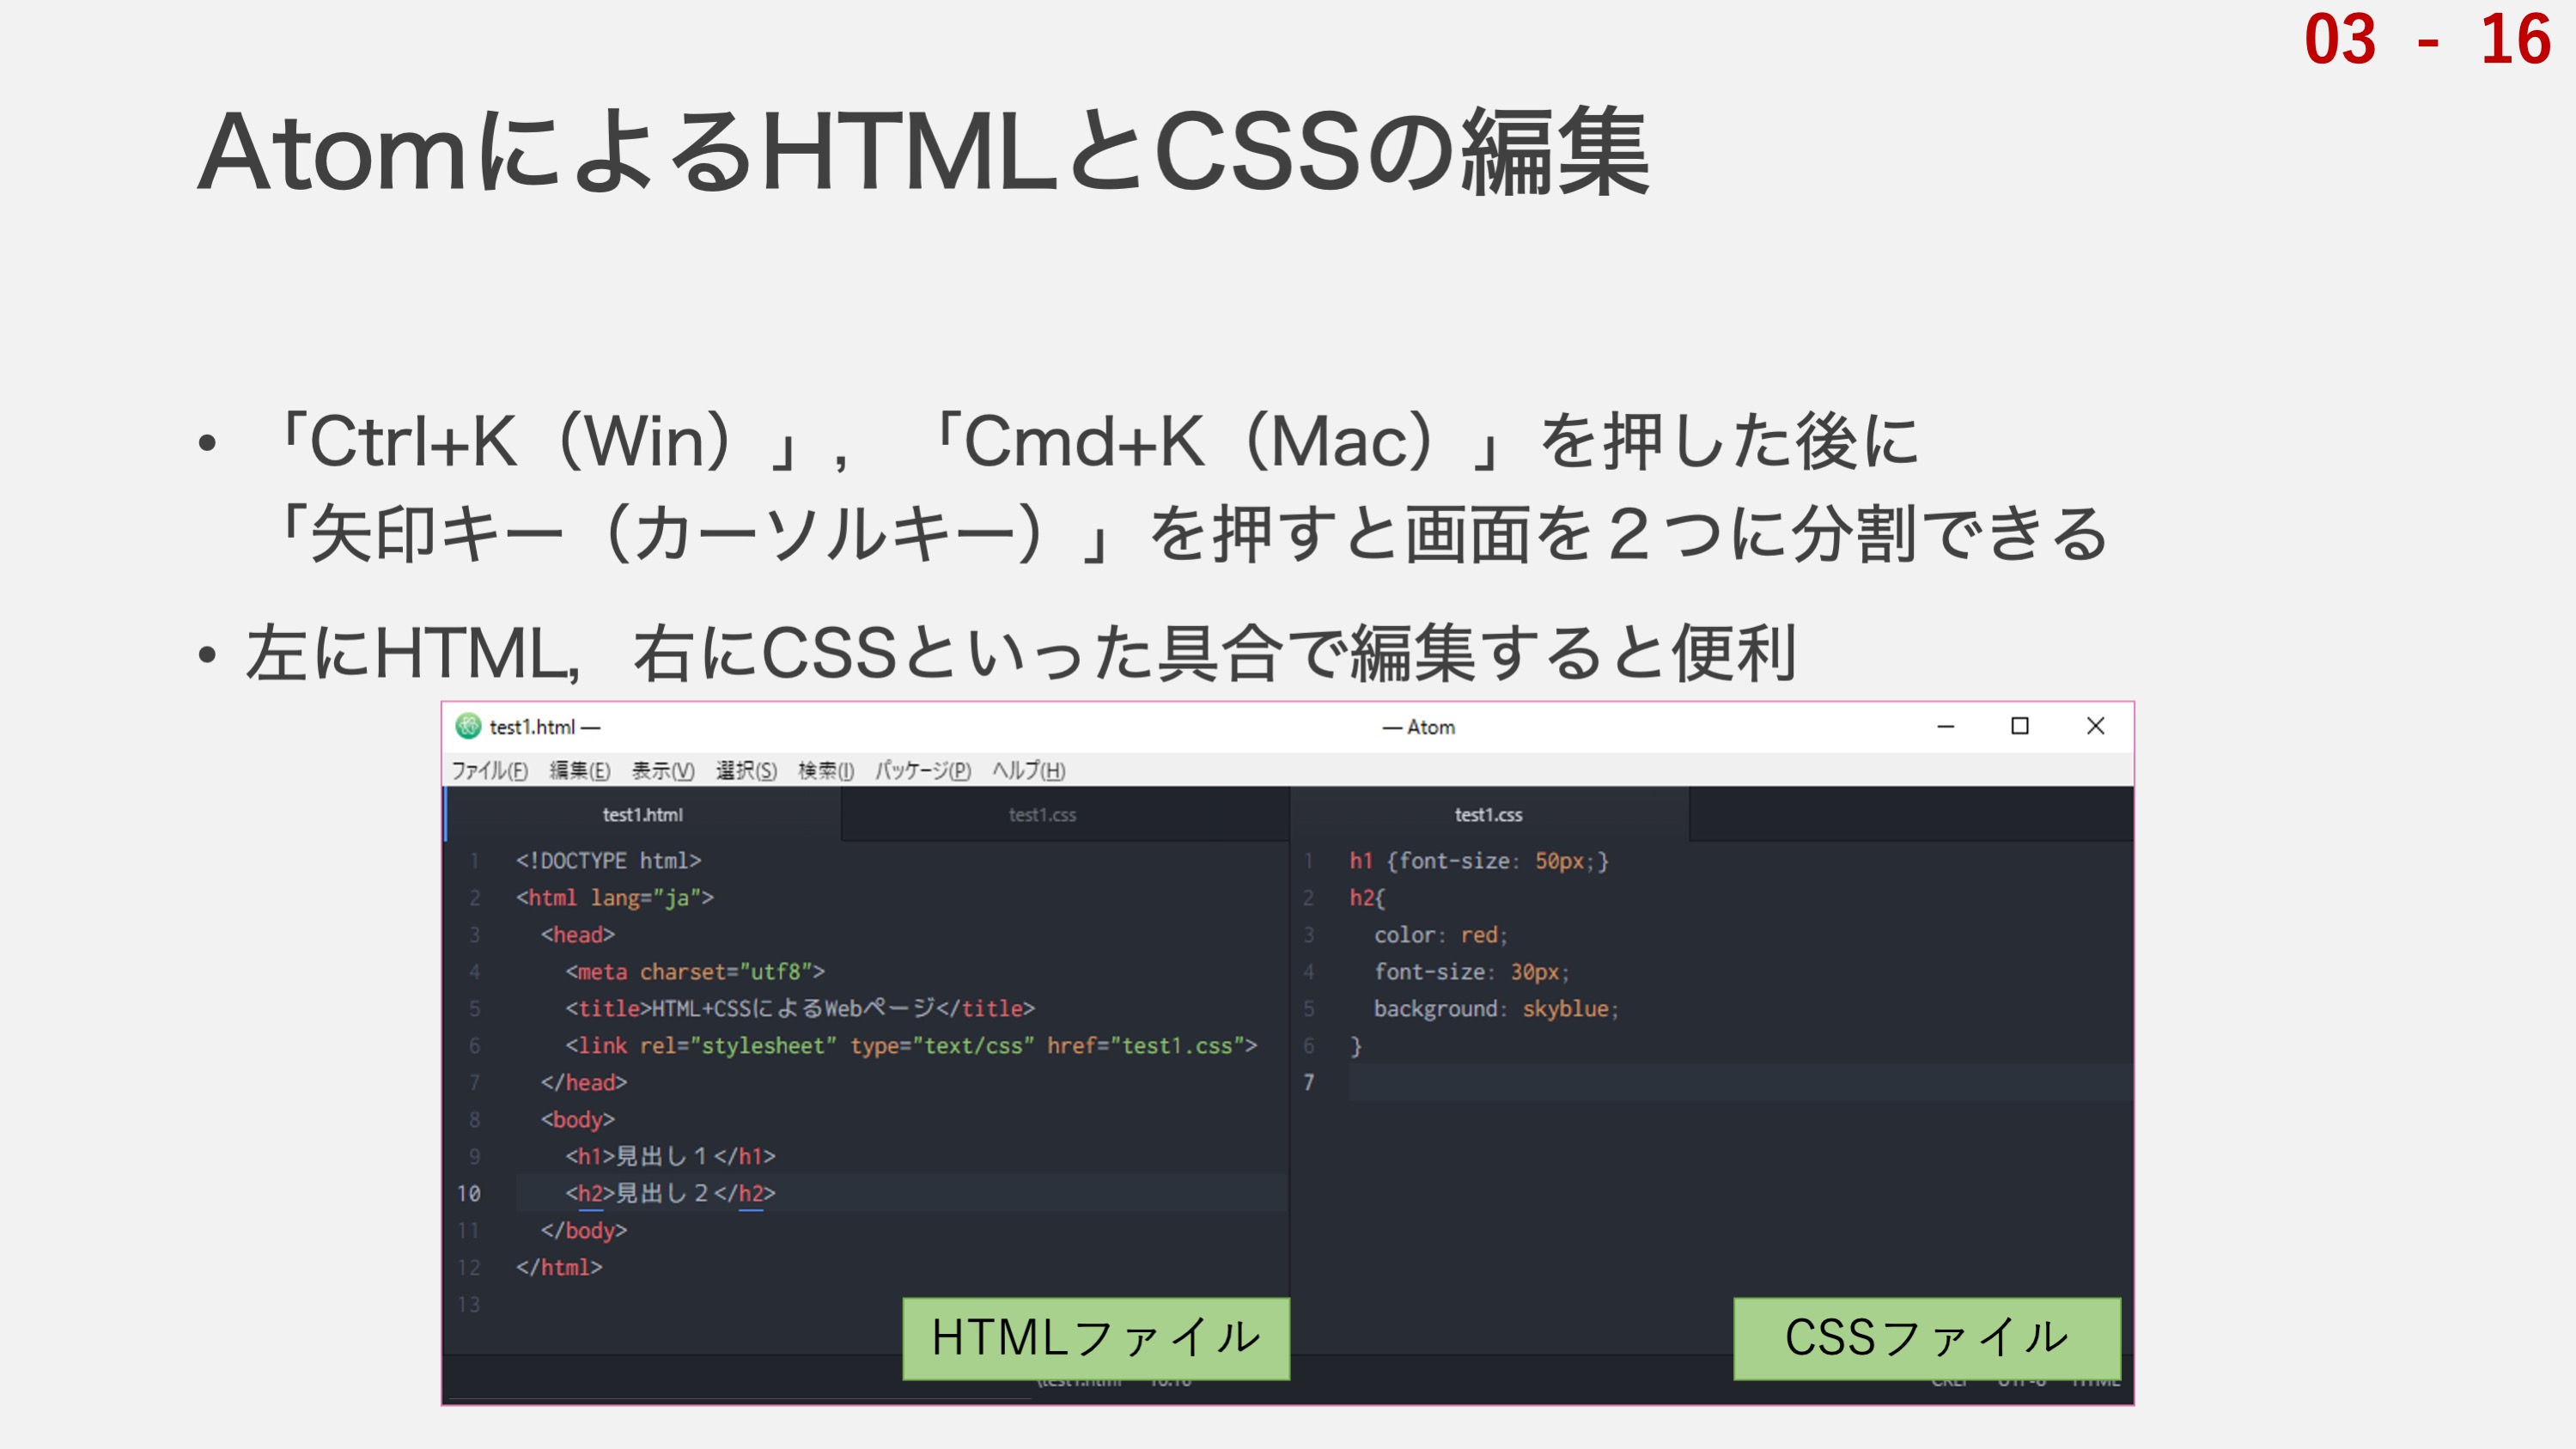 03 - 16
AtomによるHTMLとCSSの編集
• 「Ctrl+K（Win）」，「Cmd+K（Mac）」を押した後に
「矢印キー（カーソルキー）」を押すと画面を２つに分割できる
• 左にHTML，右にCSSといった具合で編集すると便利
test1.html —
— Atom
ファイル(F) 編集(E) 表示(V) 選択(S) 検索(I) パッケージ(P) ヘルプ(H)
test1.html
test1.css
1 <!DOCTYPE html>
2 <html lang="ja">
3 <head>
4 <meta charset="utf8">
5 <title>HTML+CSSによるWebページ</title>
6 <link rel="stylesheet" type="text/css" href="test1.css">
7 </head>
8 <body>
9 <h1>見出し１</h1>
10 <h2>見出し２</h2>
11 </body>
12 </html>
13
HTMLファイル
test1.css
1 h1 {font-size: 50px;}
2 h2{
3 color: red;
4 font-size: 30px;
5 background: skyblue;
6 }
7
CSSファイル